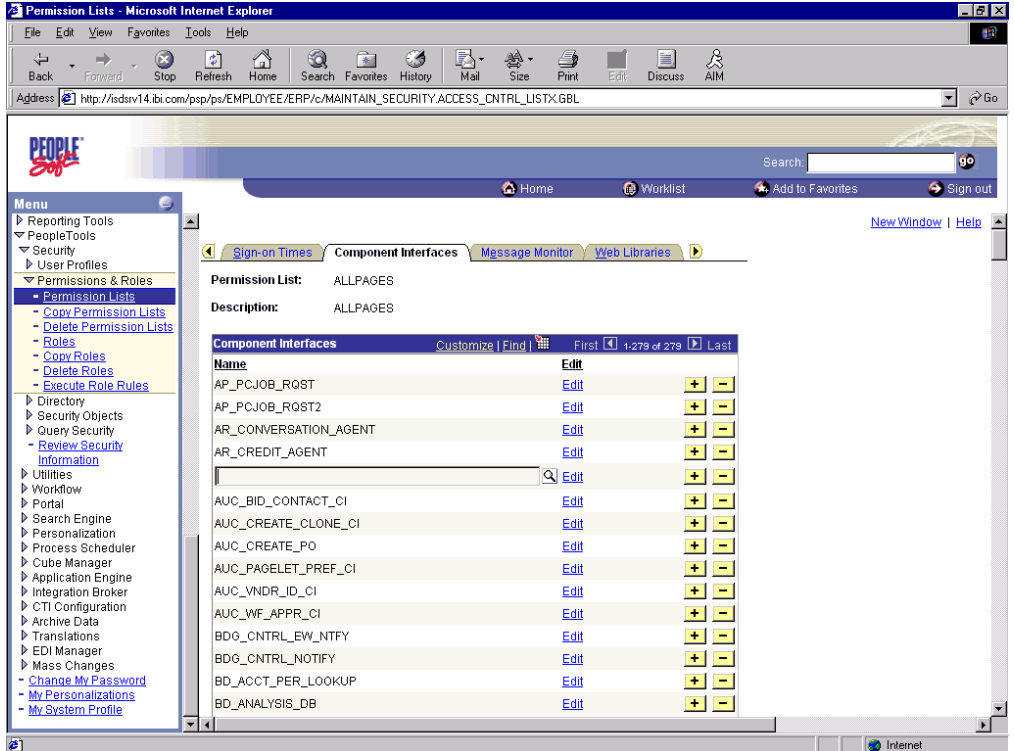 Permission Lists - Microsoft Internet Explorer
File Edit View Favorites Tools Help
Back Forward Stop Refresh Home Search Favorites History Mail Size Print Edit Discuss AIM
Address http://isdsrv14.ibi.com/psp/ps/EMPLOYEE/ERP/c/MAINTAIN_SECURITY.ACCESS_CNTRL_LISTX.GBL Go
PEOPLE Soft
Search: go
Home Worklist Add to Favorites Sign out
Menu
Reporting Tools
PeopleTools
Security
User Profiles
Permissions & Roles
- Permission Lists
- Copy Permission Lists
- Delete Permission Lists
- Roles
- Copy Roles
- Delete Roles
- Execute Role Rules
Directory
Security Objects
Query Security
- Review Security
Information
Utilities
Workflow
Portal
Search Engine
Personalization
Process Scheduler
Cube Manager
Application Engine
Integration Broker
CTI Configuration
Archive Data
Translations
EDI Manager
Mass Changes
- Change My Password
- My Personalizations
- My System Profile
New Window | Help
Sign-on Times Component Interfaces Message Monitor Web Libraries
Permission List: ALLPAGES
Description: ALLPAGES
Component Interfaces Customize | Find | First 1-279 of 279 Last
Name Edit
AP_PCJOB_RQST Edit + -
AP_PCJOB_RQST2 Edit + -
AR_CONVERSATION_AGENT Edit + -
AR_CREDIT_AGENT Edit + -
Edit + -
AUC_BID_CONTACT_CI Edit + -
AUC_CREATE_CLONE_CI Edit + -
AUC_CREATE_PO Edit + -
AUC_PAGELET_PREF_CI Edit + -
AUC_VNDR_ID_CI Edit + -
AUC_WF_APPR_CI Edit + -
BDG_CNTRL_EW_NTFY Edit + -
BDG_CNTRL_NOTIFY Edit + -
BD_ACCT_PER_LOOKUP Edit + -
BD_ANALYSIS_DB Edit + -
Internet